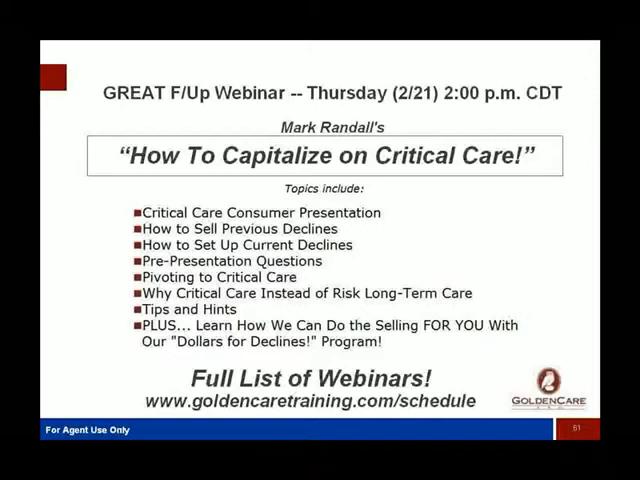 GREAT F/Up Webinar -- Thursday (2/21) 2:00 p.m. CDT
Mark Randall's
“How To Capitalize on Critical Care!”
Topics include:
Critical Care Consumer Presentation
How to Sell Previous Declines
How to Set Up Current Declines
Pre-Presentation Questions
Pivoting to Critical Care
Why Critical Care Instead of Risk Long-Term Care
Tips and Hints
PLUS... Learn How We Can Do the Selling FOR YOU With
Our "Dollars for Declines!" Program!
Full List of Webinars!
www.goldencaretraining.com/schedule
GOLDENCARE
For Agent Use Only